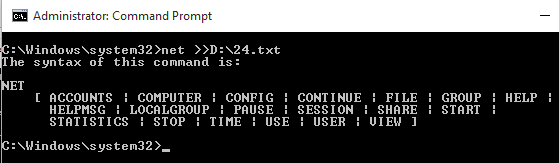 Administrator: Command Prompt
C:\Windows\system32>net >>D:\24.txt
The syntax of this command is:
NET
[ ACCOUNTS | COMPUTER | CONFIG | CONTINUE | FILE | GROUP | HELP |
HELPMSG | LOCALGROUP | PAUSE | SESSION | SHARE | START |
STATISTICS | STOP | TIME | USE | USER | VIEW ]
C:\Windows\system32>_